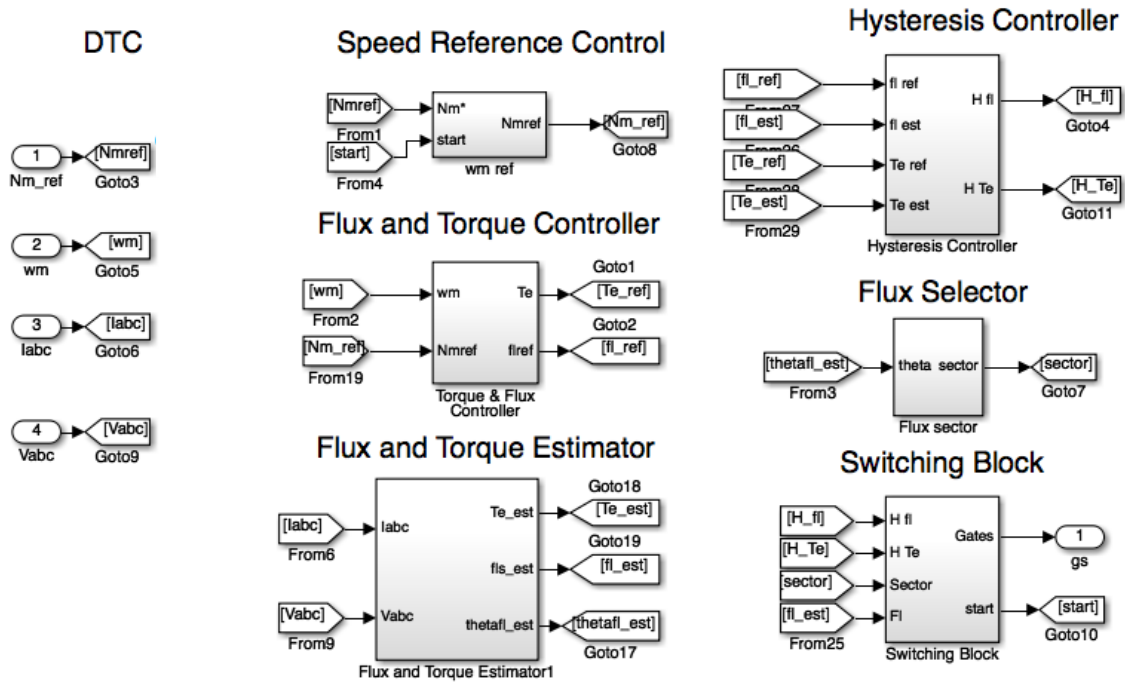 DTC
1
Nm_ref
[Nmref]
Goto3
2
wm
[wm]
Goto5
3
Iabc
[Iabc]
Goto6
4
Vabc
[Vabc]
Goto9
Speed Reference Control
[Nmref]
From1
[start]
From4
Nm*
start
Nmref
wm ref
[Nm_ref]
Goto8
Flux and Torque Controller
[wm]
From2
[Nm_ref]
From19
wm
Te
Nmref
flref
Torque & Flux
Controller
Goto1
[Te_ref]
Goto2
[fl_ref]
Flux and Torque Estimator
[Iabc]
From6
[Vabc]
From9
Iabc
Vabc
Te_est
fls_est
thetafl_est
Flux and Torque Estimator1
Goto18
[Te_est]
Goto19
[fl_est]
[thetafl_est]
Goto17
Hysteresis Controller
[fl_ref]
[fl_est]
[Te_ref]
[Te_est]
From29
fl ref
fl est
Te ref
Te est
H fl
H Te
Hysteresis Controller
[H_fl]
Goto4
[H_Te]
Goto11
Flux Selector
[thetafl_est]
From3
theta sector
Flux sector
[sector]
Goto7
Switching Block
[H_fl]
[H_Te]
[sector]
[fl_est]
From25
H fl
H Te
Sector
Fl
Gates
start
Switching Block
1
gs
[start]
Goto10